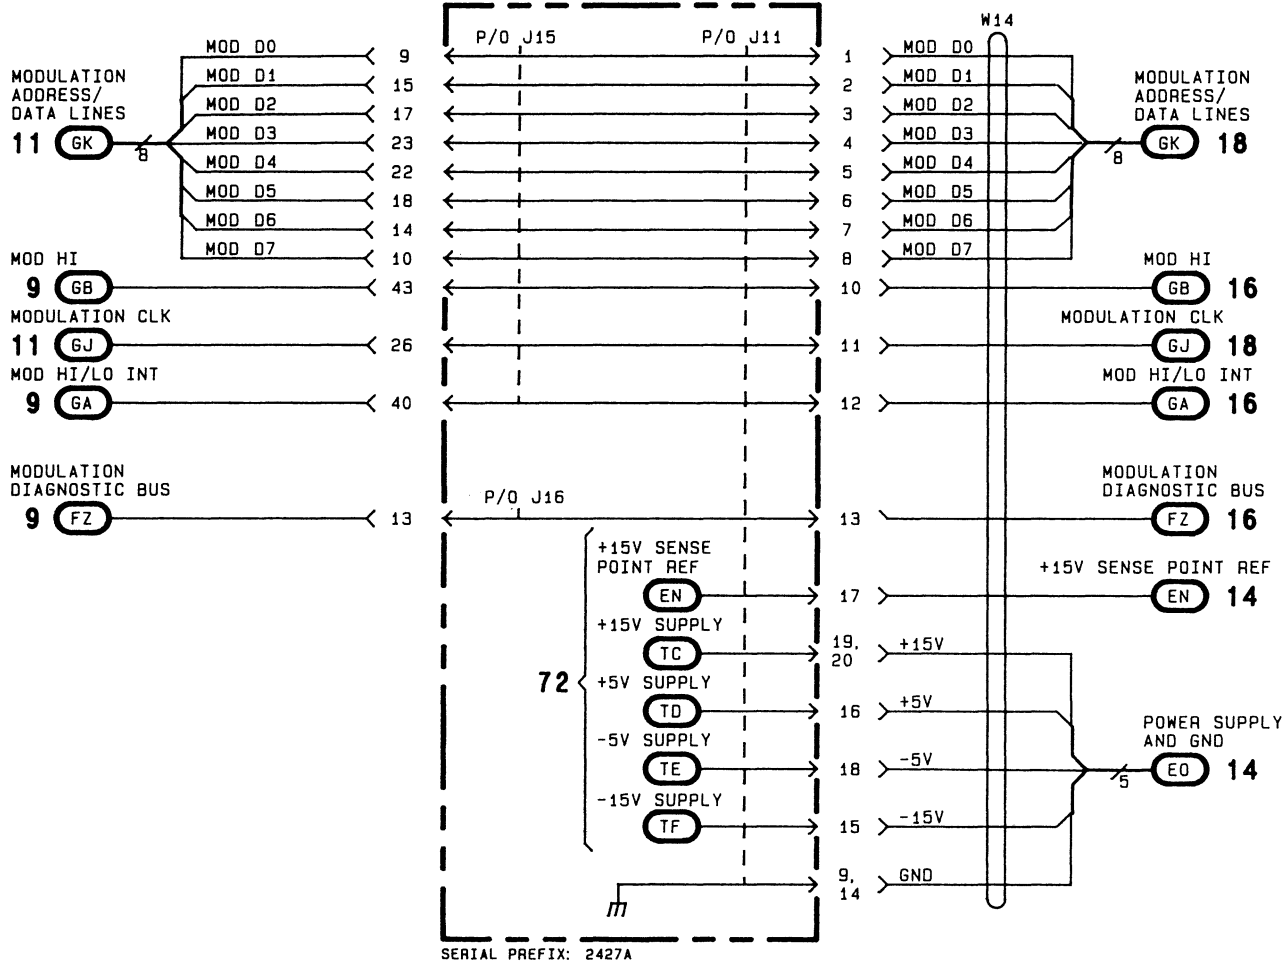 W14
P/O J15
P/O J11
MOD D0 9 1 MOD D0
MOD D1 15 2 MOD D1
MOD D2 17 3 MOD D2
MOD D3 23 4 MOD D3
MOD D4 22 5 MOD D4
MOD D5 18 6 MOD D5
MOD D6 14 7 MOD D6
MOD D7 10 8 MOD D7
MODULATION
ADDRESS/
DATA LINES
11 GK 8
MODULATION
ADDRESS/
DATA LINES
8 GK 18
MOD HI
9 GB 43 10 GB 16
MOD HI
MODULATION CLK
11 GJ 26 11 GJ 18
MODULATION CLK
MOD HI/LO INT
9 GA 40 12 GA 16
MOD HI/LO INT
MODULATION
DIAGNOSTIC BUS
9 FZ 13 13 FZ 16
MODULATION
DIAGNOSTIC BUS
P/O J16
72
+15V SENSE
POINT REF
EN 17 EN 14
+15V SENSE POINT REF
+15V SUPPLY
TC 19, 20 +15V
+5V SUPPLY
TD 16 +5V
-5V SUPPLY
TE 18 -5V
-15V SUPPLY
TF 15 -15V
9, 14 GND
POWER SUPPLY
AND GND
5 EO 14
SERIAL PREFIX: 2427A